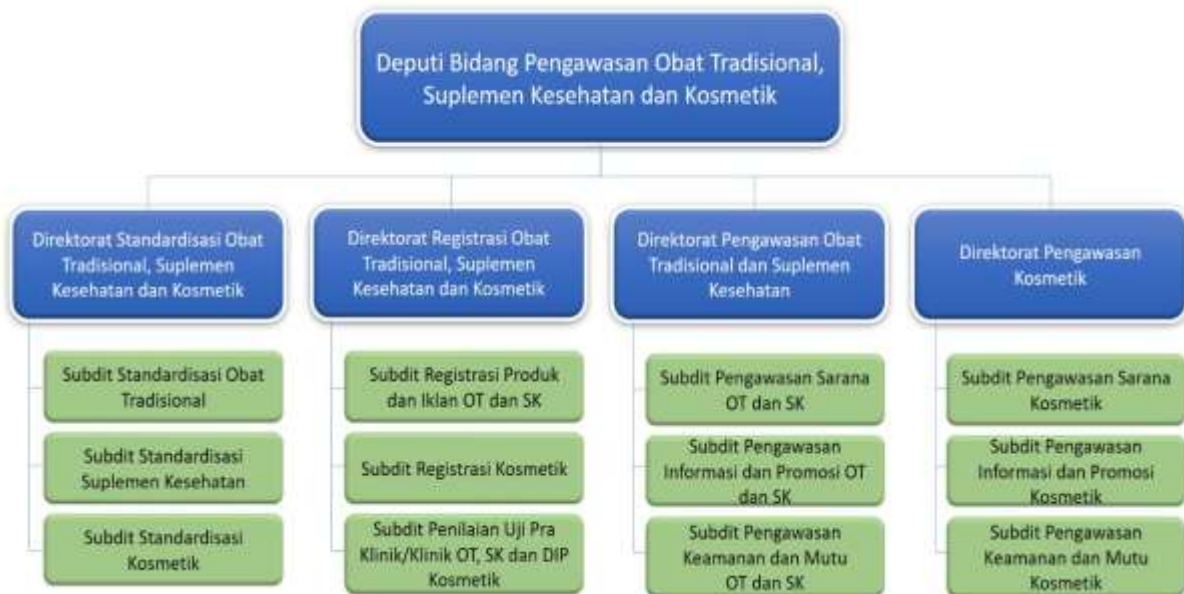 Deputi Bidang Pengawasan Obat Tradisional,
Suplemen Kesehatan dan Kosmetik
Direktorat Standardisasi Obat
Tradisional, Suplemen
Kesehatan dan Kosmetik
Direktorat Registrasi Obat
Tradisional, Suplemen
Kesehatan dan Kosmetik
Direktorat Pengawasan Obat
Tradisional dan Suplemen
Kesehatan
Direktorat Pengawasan
Kosmetik
Subdit Standardisasi Obat
Tradisional
Subdit Standardisasi
Suplemen Kesehatan
Subdit Standardisasi
Kosmetik
Subdit Registrasi Produk
dan Iklan OT dan SK
Subdit Registrasi Kosmetik
Subdit Penilaian Uji Pra
Klinik/Klinik OT, SK dan DIP
Kosmetik
Subdit Pengawasan Sarana
OT dan SK
Subdit Pengawasan
Informasi dan Promosi OT
dan SK
Subdit Pengawasan
Keamanan dan Mutu
OT dan SK
Subdit Pengawasan Sarana
Kosmetik
Subdit Pengawasan
Informasi dan Promosi
Kosmetik
Subdit Pengawasan
Keamanan dan Mutu
Kosmetik